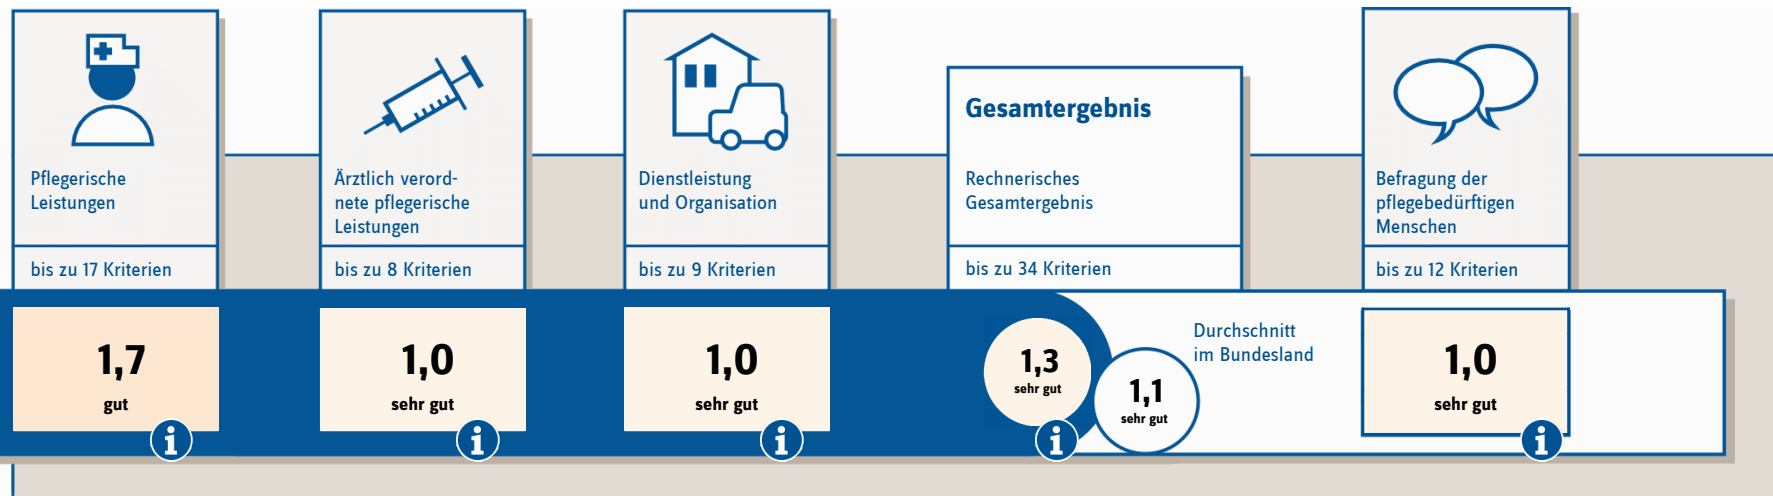 Pflegerische
Leistungen
bis zu 17 Kriterien
1,7
gut
i
Ärztlich verord-
nete pflegerische
Leistungen
bis zu 8 Kriterien
1,0
sehr gut
i
Dienstleistung
und Organisation
bis zu 9 Kriterien
1,0
sehr gut
i
Gesamtergebnis
Rechnerisches
Gesamtergebnis
bis zu 34 Kriterien
1,3
sehr gut
i
Durchschnitt
im Bundesland
1,1
sehr gut
Befragung der
pflegebedürftigen
Menschen
bis zu 12 Kriterien
1,0
sehr gut
i